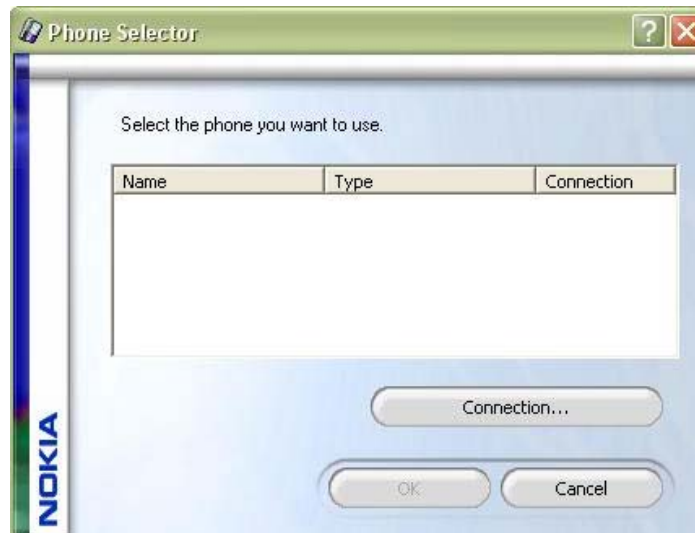 Phone Selector
Select the phone you want to use.
Name Type Connection
Connection...
OK Cancel
NOKIA